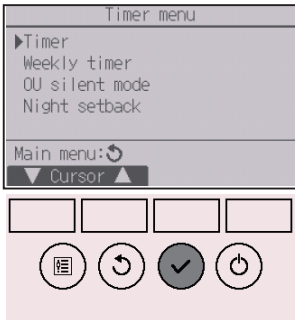 Timer menu
Timer
Weekly timer
OU silent mode
Night setback
Main menu:
Cursor